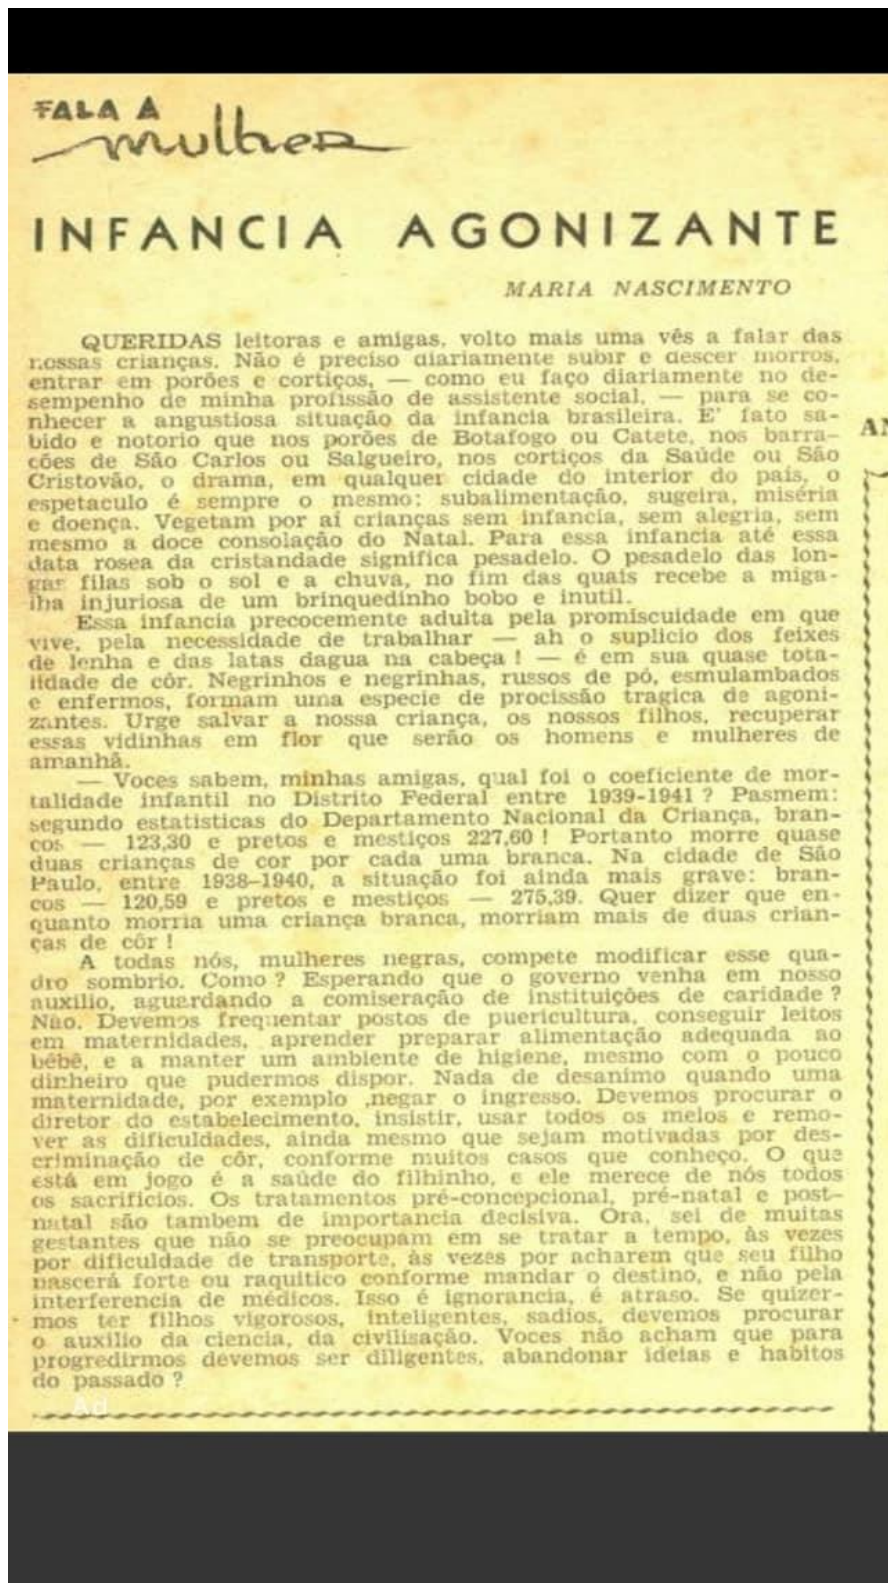 FALA A
mulher
INFANCIA AGONIZANTE
MARIA NASCIMENTO
QUERIDAS leitoras e amigas, volto mais uma vês a falar das
nossas crianças. Não é preciso diariamente subir e descer morros,
entrar em porões e cortiços, — como eu faço diariamente no de-
sempenho de minha profissão de assistente social, — para se co-
nhecer a angustiosa situação da infancia brasileira. E' fato sa-
bido e notorio que nos porões de Botafogo ou Catete, nos barra-
cões de São Carlos ou Salgueiro, nos cortiços da Saúde ou São
Cristovão, o drama, em qualquer cidade do interior do país, o
espetaculo é sempre o mesmo: subalimentação, sugeira, miséria
e doença. Vegetam por aí crianças sem infancia, sem alegria, sem
mesmo a doce consolação do Natal. Para essa infancia até essa
data rosea da cristandade significa pesadelo. O pesadelo das lon-
gas filas sob o sol e a chuva, no fim das quais recebe a miga-
lha injuriosa de um brinquedinho bobo e inutil.
Essa infancia precocemente adulta pela promiscuidade em que
vive, pela necessidade de trabalhar — ah o suplicio dos feixes
de lenha e das latas dagua na cabeça ! — é em sua quase tota-
lidade de côr. Negrinhos e negrinhas, russos de pó, esmulambados
e enfermos, formam uma especie de procissão tragica de agoni-
zantes. Urge salvar a nossa criança, os nossos filhos, recuperar
essas vidinhas em flor que serão os homens e mulheres de
amanhã.
— Voces sabem, minhas amigas, qual foi o coeficiente de mor-
talidade infantil no Distrito Federal entre 1939-1941 ? Pasmem:
segundo estatisticas do Departamento Nacional da Criança, bran-
cos — 123,30 e pretos e mestiços 227,60 ! Portanto morre quase
duas crianças de cor por cada uma branca. Na cidade de São
Paulo, entre 1938-1940, a situação foi ainda mais grave: bran-
cos — 120,59 e pretos e mestiços — 275,39. Quer dizer que en-
quanto morria uma criança branca, morriam mais de duas crian-
ças de côr !
A todas nós, mulheres negras, compete modificar esse qua-
dro sombrio. Como ? Esperando que o governo venha em nosso
auxilio, aguardando a comiseração de instituições de caridade ?
Não. Devemos frequentar postos de puericultura, conseguir leitos
em maternidades, aprender preparar alimentação adequada ao
bêbê, e a manter um ambiente de higiene, mesmo com o pouco
dinheiro que pudermos dispor. Nada de desanimo quando uma
maternidade, por exemplo ,negar o ingresso. Devemos procurar o
diretor do estabelecimento, insistir, usar todos os meios e remo-
ver as dificuldades, ainda mesmo que sejam motivadas por des-
criminação de côr, conforme muitos casos que conheço. O que
está em jogo é a saúde do filhinho, e ele merece de nós todos
os sacrificios. Os tratamentos pré-concepcional, pré-natal e post-
natal são tambem de importancia decisiva. Ora, sei de muitas
gestantes que não se preocupam em se tratar a tempo, às vezes
por dificuldade de transporte, às vezes por acharem que seu filho
nascerá forte ou raquitico conforme mandar o destino, e não pela
interferencia de médicos. Isso é ignorancia, é atraso. Se quizer-
mos ter filhos vigorosos, inteligentes, sadios, devemos procurar
o auxilio da ciencia, da civilisação. Voces não acham que para
progredirmos devemos ser diligentes, abandonar ideias e habitos
do passado ?
Ad